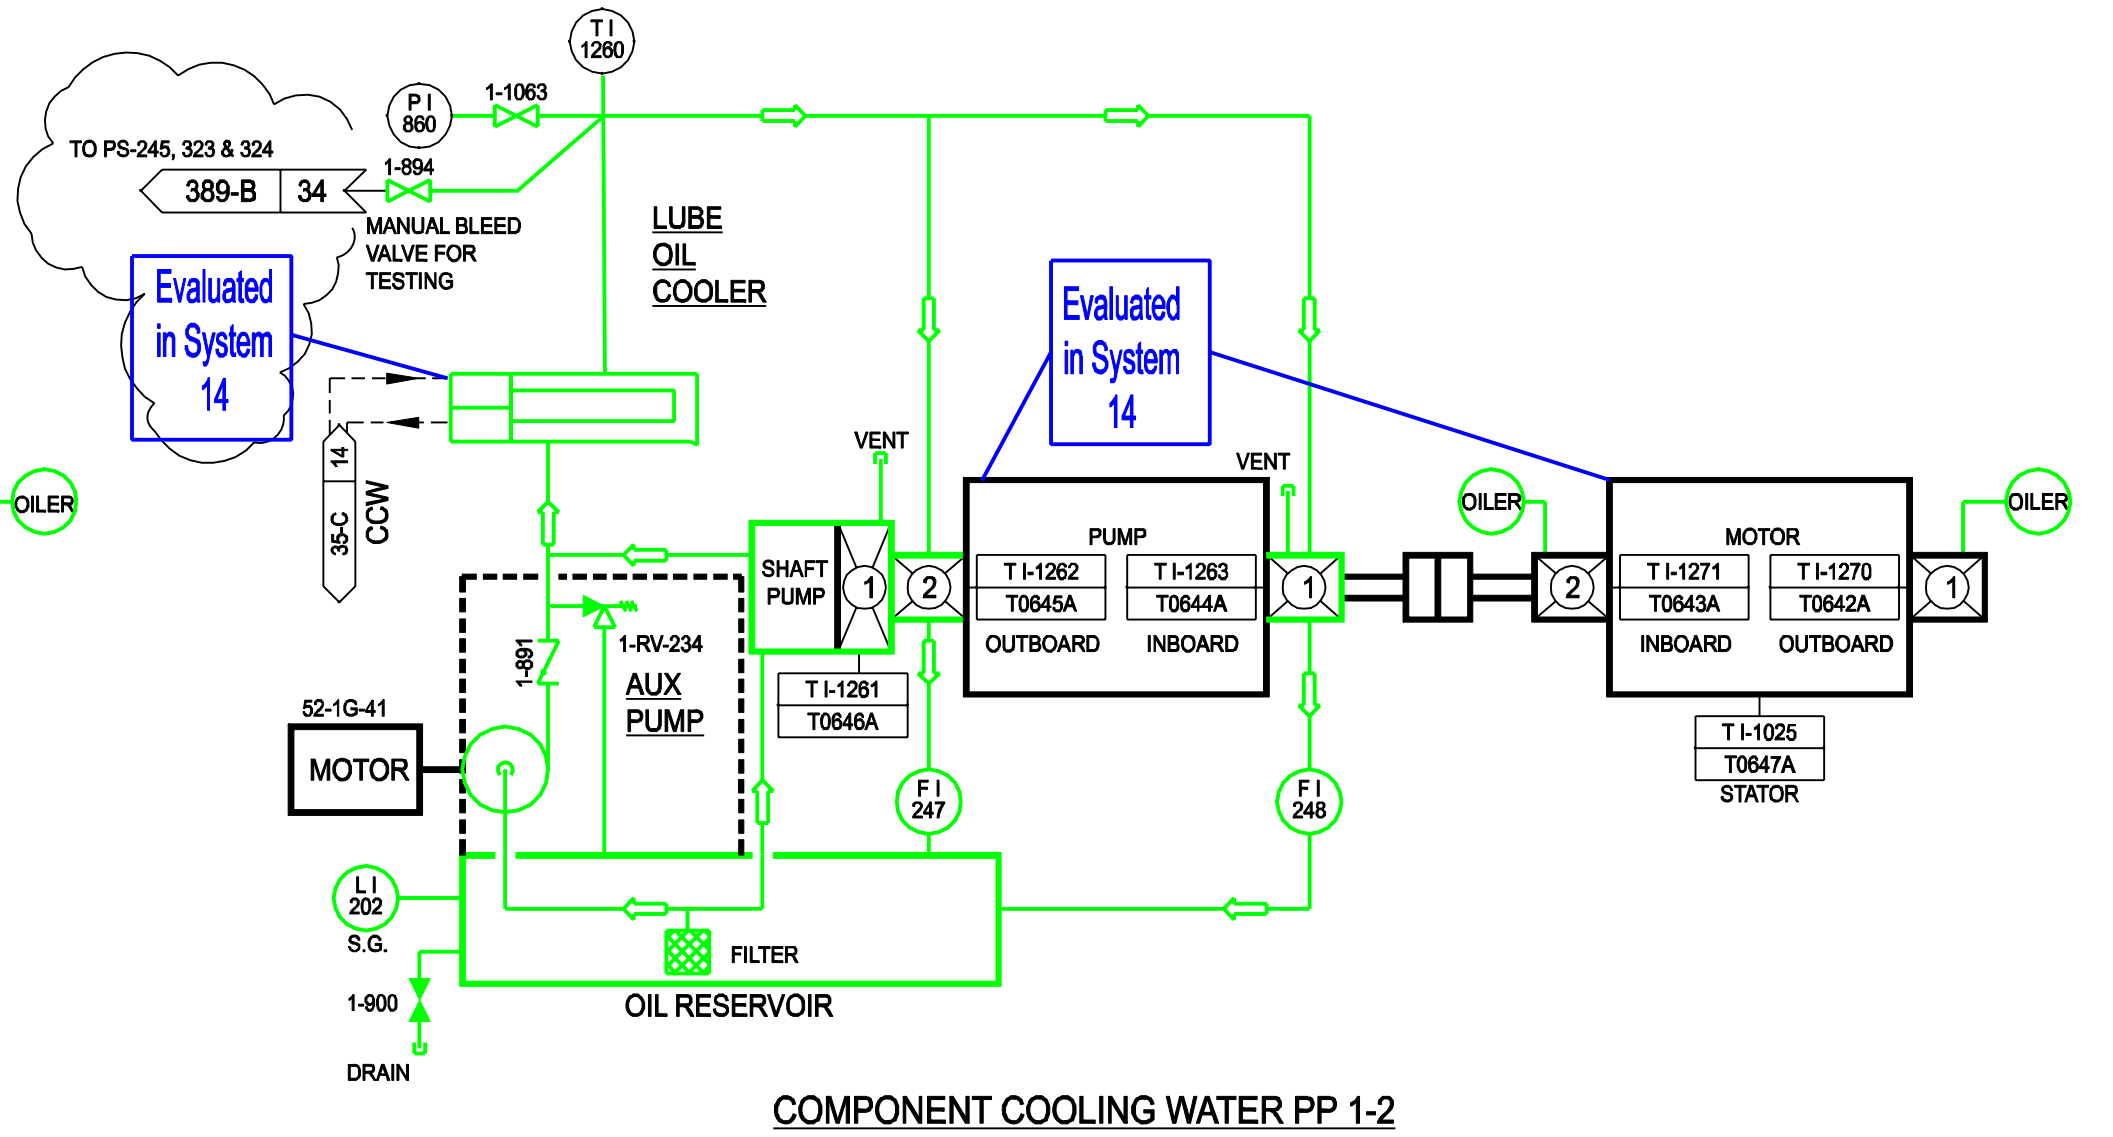 T I
1260
P I
860
1-1063
TO PS-245, 323 & 324
389-B 34
1-894
MANUAL BLEED
VALVE FOR
TESTING
LUBE
OIL
COOLER
Evaluated
in System
14
Evaluated
in System
14
14
35-C
CCW
OILER
VENT
VENT
OILER
OILER
SHAFT
PUMP
1
2
PUMP
T I-1262
T0645A
OUTBOARD
T I-1263
T0644A
INBOARD
1
2
MOTOR
T I-1271
T0643A
INBOARD
T I-1270
T0642A
OUTBOARD
1
1-891
1-RV-234
AUX
PUMP
T I-1261
T0646A
T I-1025
T0647A
STATOR
52-1G-41
MOTOR
F I
247
F I
248
L I
202
S.G.
FILTER
1-900
OIL RESERVOIR
DRAIN
COMPONENT COOLING WATER PP 1-2